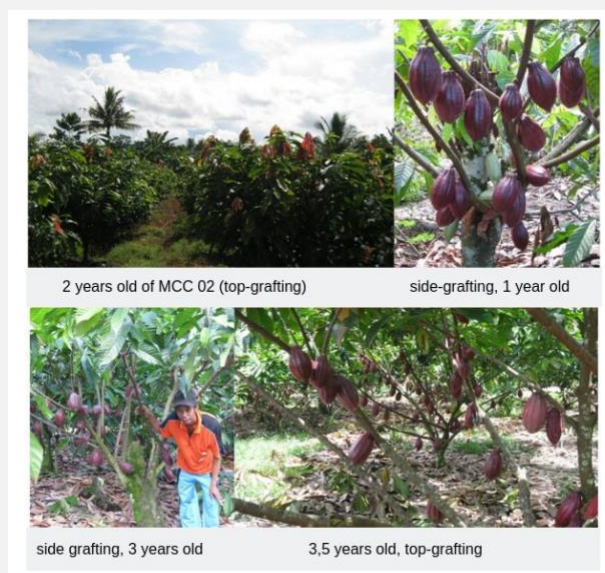 2 years old of MCC 02 (top-grafting)
side-grafting, 1 year old
side grafting, 3 years old
3,5 years old, top-grafting